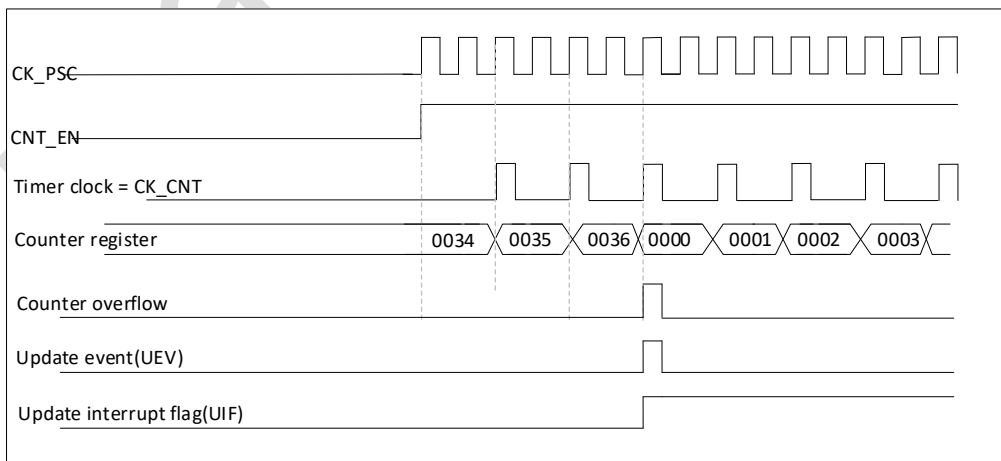 CK_PSC
CNT_EN
Timer clock = CK_CNT
Counter register 0034 0035 0036 0000 0001 0002 0003
Counter overflow
Update event(UEV)
Update interrupt flag(UIF)